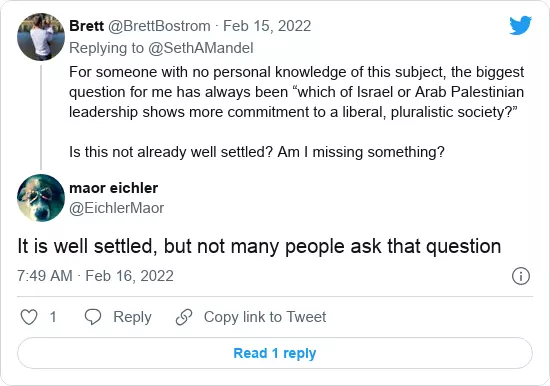 Brett @BrettBostrom · Feb 15, 2022
Replying to @SethAMandel
For someone with no personal knowledge of this subject, the biggest
question for me has always been “which of Israel or Arab Palestinian
leadership shows more commitment to a liberal, pluralistic society?”
Is this not already well settled? Am I missing something?
maor eichler
@EichlerMaor
It is well settled, but not many people ask that question
7:49 AM · Feb 16, 2022
1 Reply Copy link to Tweet
Read 1 reply